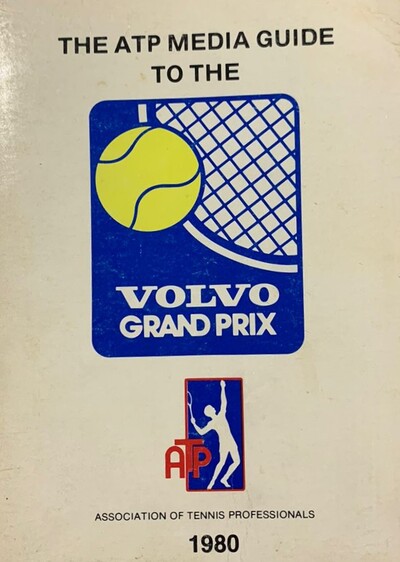 THE ATP MEDIA GUIDE
TO THE
VOLVO
GRAND PRIX
ATP
ASSOCIATION OF TENNIS PROFESSIONALS
1980